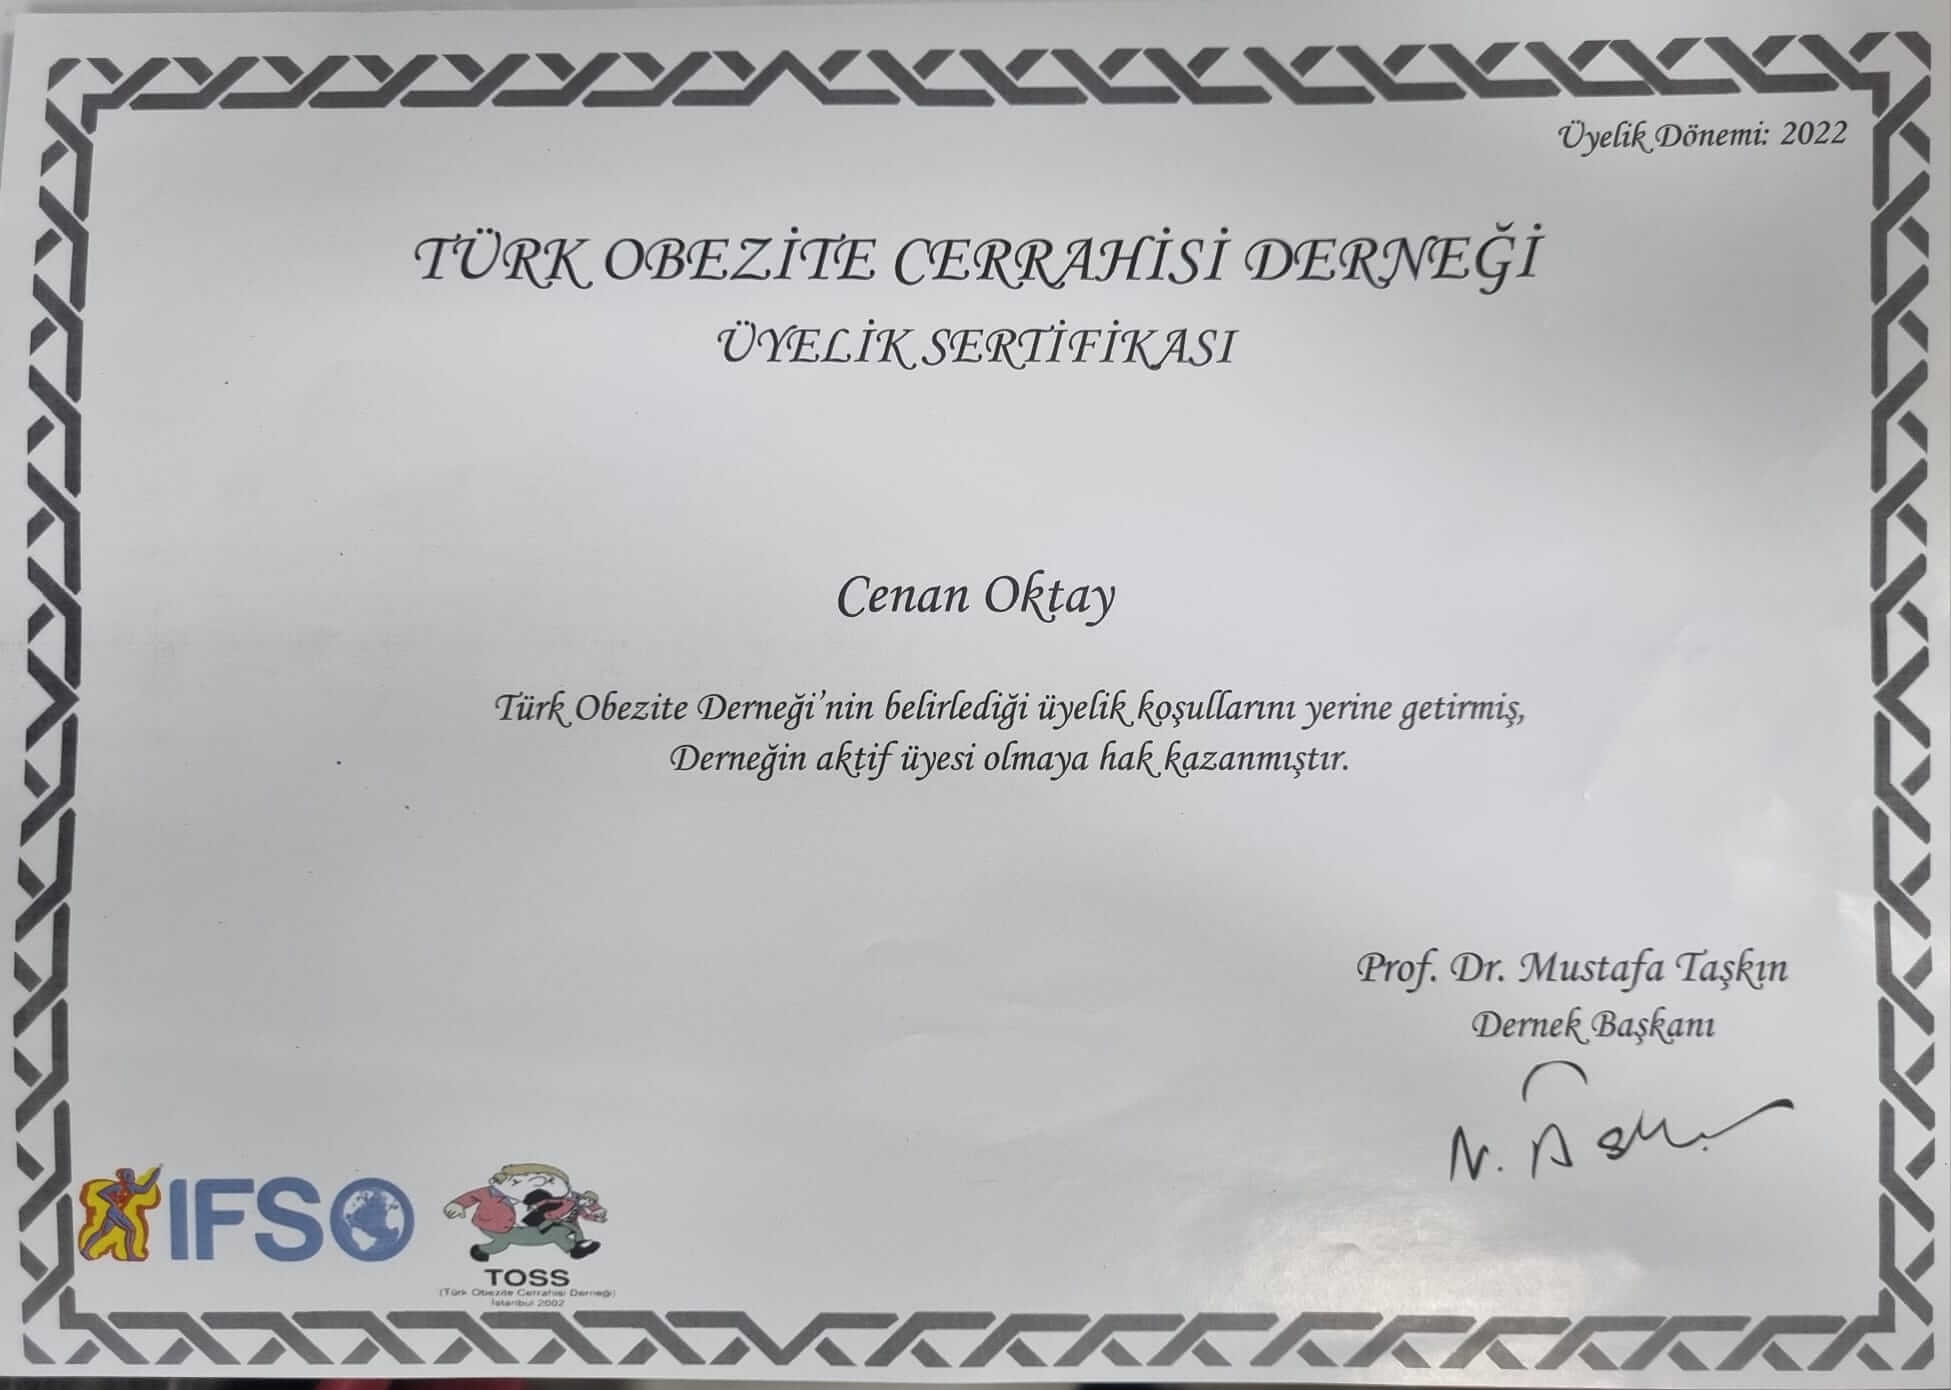 Üyelik Dönemi: 2022
TÜRK OBEZİTE CERRAHİSİ DERNEĞİ
ÜYELİK SERTİFİKASI
Cenan Oktay
Türk Obezite Derneği’nin belirlediği üyelik koşullarını yerine getirmiş,
Derneğin aktif üyesi olmaya hak kazanmıştır.
Prof. Dr. Mustafa Taşkın
Dernek Başkanı
IFSO
TOSS
(Türk Obezite Cerrahisi Derneği)
İstanbul 2002